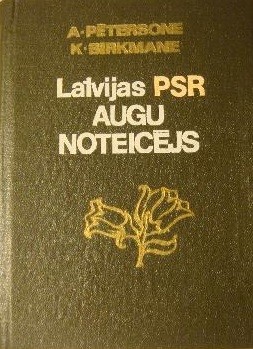 A·PĒTERSONE
K·BIRKMANE
Latvijas PSR
AUGU
NOTEICĒJS